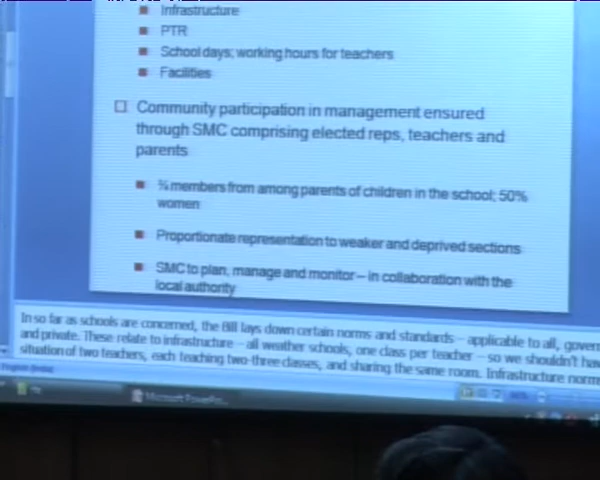 Infrastructure
PTR
School days; working hours for teachers
Facilities
Community participation in management ensured
through SMC comprising elected reps, teachers and
parents
¾ members from among parents of children in the school; 50%
women
Proportionate representation to weaker and deprived sections
SMC to plan, manage and monitor – in collaboration with the
local authority
In so far as schools are concerned, the Bill lays down certain norms and standards – applicable to all, govern
and private. These relate to infrastructure – all weather schools, one class per teacher – so we shouldn't hav
situation of two teachers, each teaching two-three classes, and sharing the same room. Infrastructure norms
Microsoft PowerPoi...